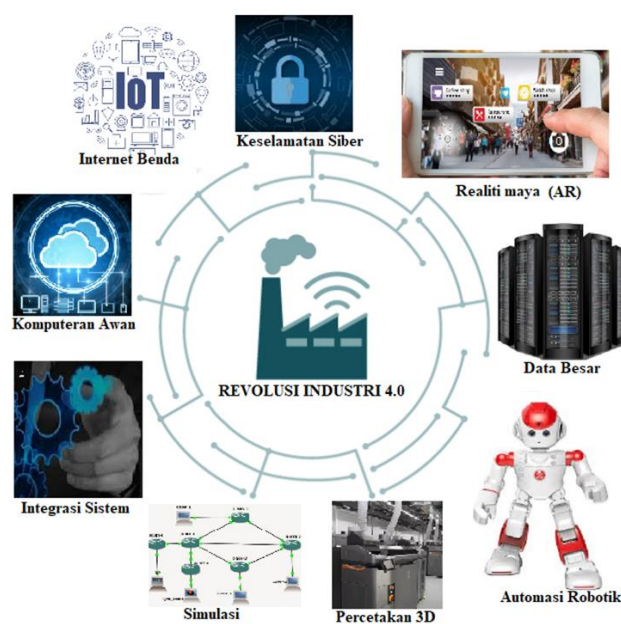 IoT
Internet Benda
Keselamatan Siber
Realiti maya (AR)
Komputeran Awan
REVOLUSI INDUSTRI 4.0
Data Besar
Integrasi Sistem
Simulasi
Percetakan 3D
Automasi Robotik